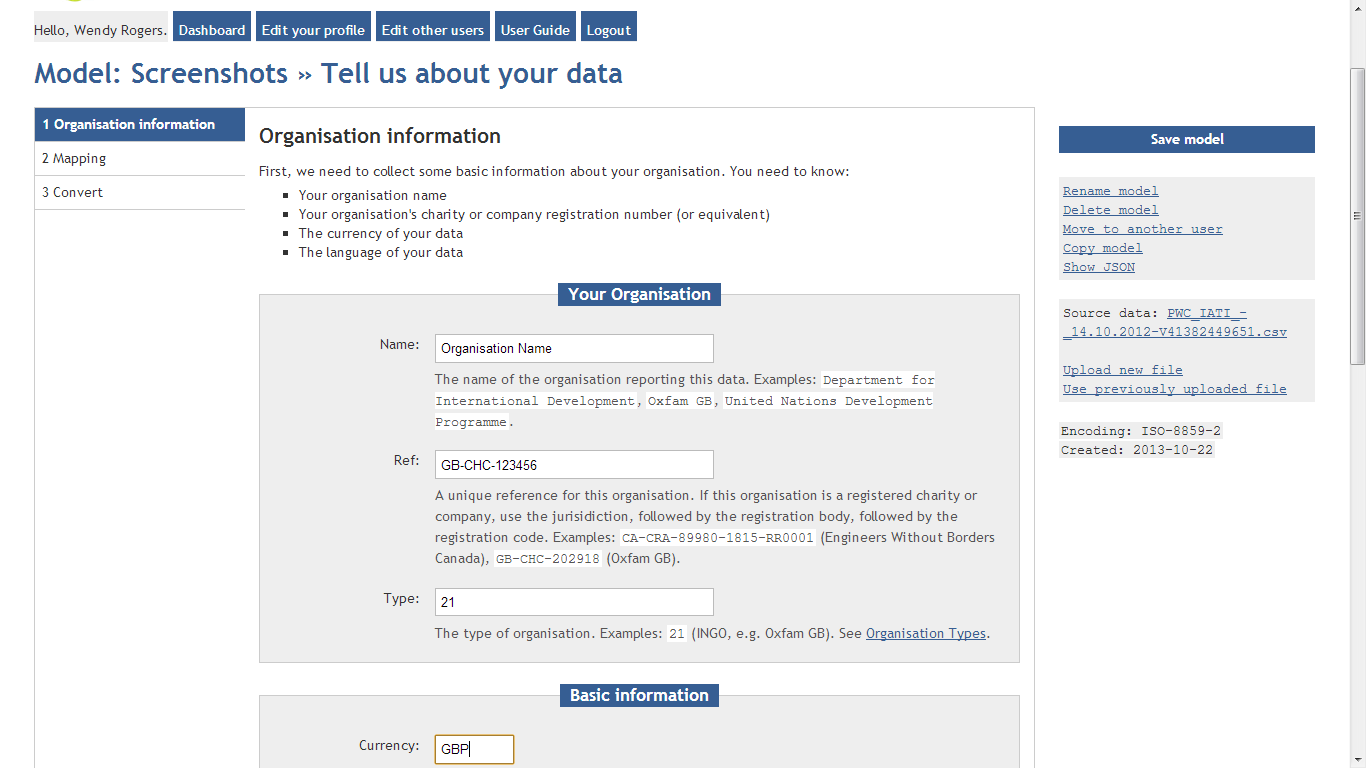 Hello, Wendy Rogers. Dashboard Edit your profile Edit other users User Guide Logout
Model: Screenshots » Tell us about your data
1 Organisation information
2 Mapping
3 Convert
Organisation information
First, we need to collect some basic information about your organisation. You need to know:
Your organisation name
Your organisation's charity or company registration number (or equivalent)
The currency of your data
The language of your data
Your Organisation
Name: Organisation Name
The name of the organisation reporting this data. Examples: Department for
International Development, Oxfam GB, United Nations Development
Programme.
Ref: GB-CHC-123456
A unique reference for this organisation. If this organisation is a registered charity or
company, use the jurisidiction, followed by the registration body, followed by the
registration code. Examples: CA-CRA-89980-1815-RR0001 (Engineers Without Borders
Canada), GB-CHC-202918 (Oxfam GB).
Type: 21
The type of organisation. Examples: 21 (INGO, e.g. Oxfam GB). See Organisation Types.
Basic information
Currency: GBP
Save model
Rename model
Delete model
Move to another user
Copy model
Show JSON
Source data: PWC_IATI_-
_14.10.2012-V41382449651.csv
Upload new file
Use previously uploaded file
Encoding: ISO-8859-2
Created: 2013-10-22